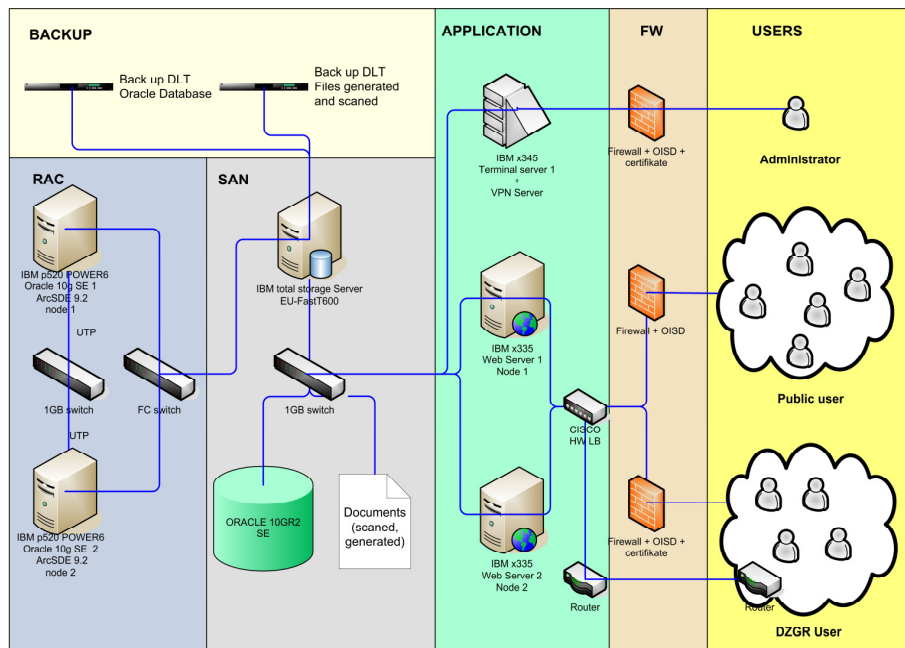 BACKUP
Back up DLT
Oracle Database
Back up DLT
Files generated
and scaned
RAC
IBM p520 POWER6
Oracle 10g SE 1
ArcSDE 9.2
node 1
UTP
1GB switch
FC switch
UTP
IBM p520 POWER6
Oracle 10g SE 2
ArcSDE 9.2
node 2
SAN
IBM total storage Server
EU-FastT600
1GB switch
ORACLE 10GR2
SE
Documents
(scaned,
generated)
APPLICATION
IBM x345
Terminal server 1
+
VPN Server
IBM x335
Web Server 1
Node 1
CISCO
HW LB
IBM x335
Web Server 2
Node 2
Router
FW
Firewall + OISD +
certifikate
Firewall + OISD
Firewall + OISD +
certifikate
USERS
Administrator
Public user
Router
DZGR User